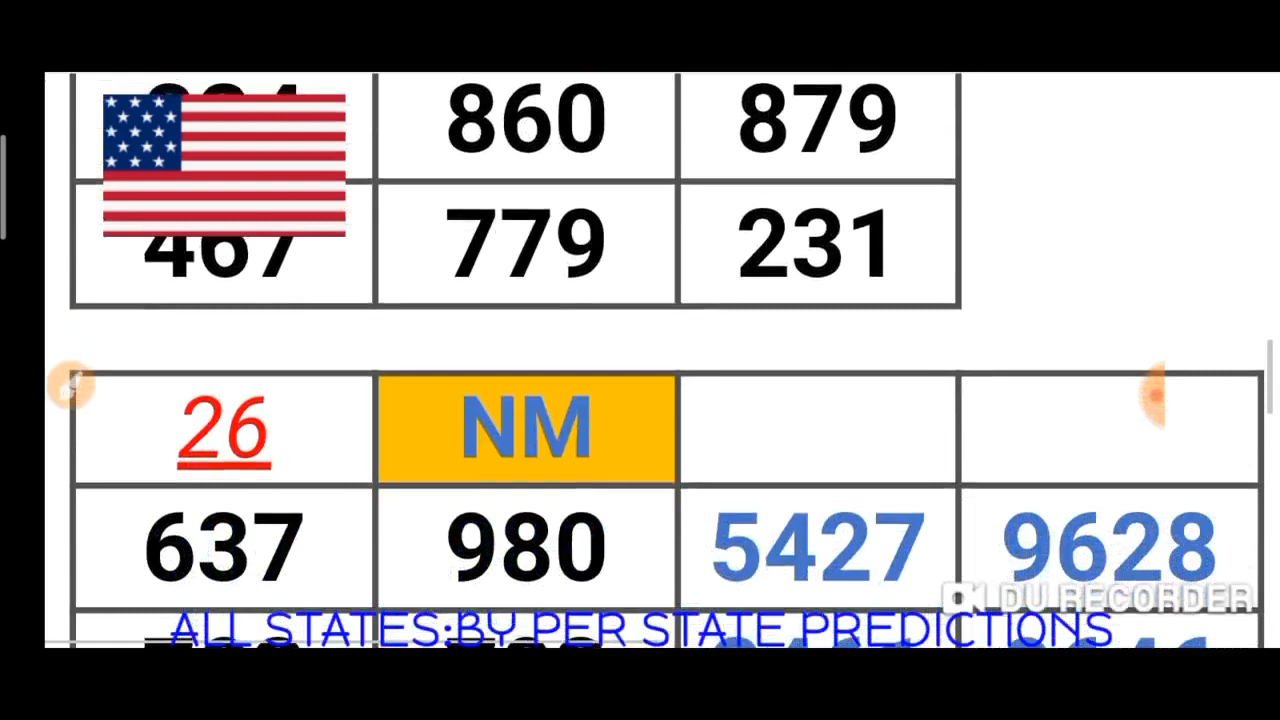 860 879
467 779 231
26 NM
637 980 5427 9628
DU RECORDER
ALL STATES:BY PER STATE PREDICTIONS